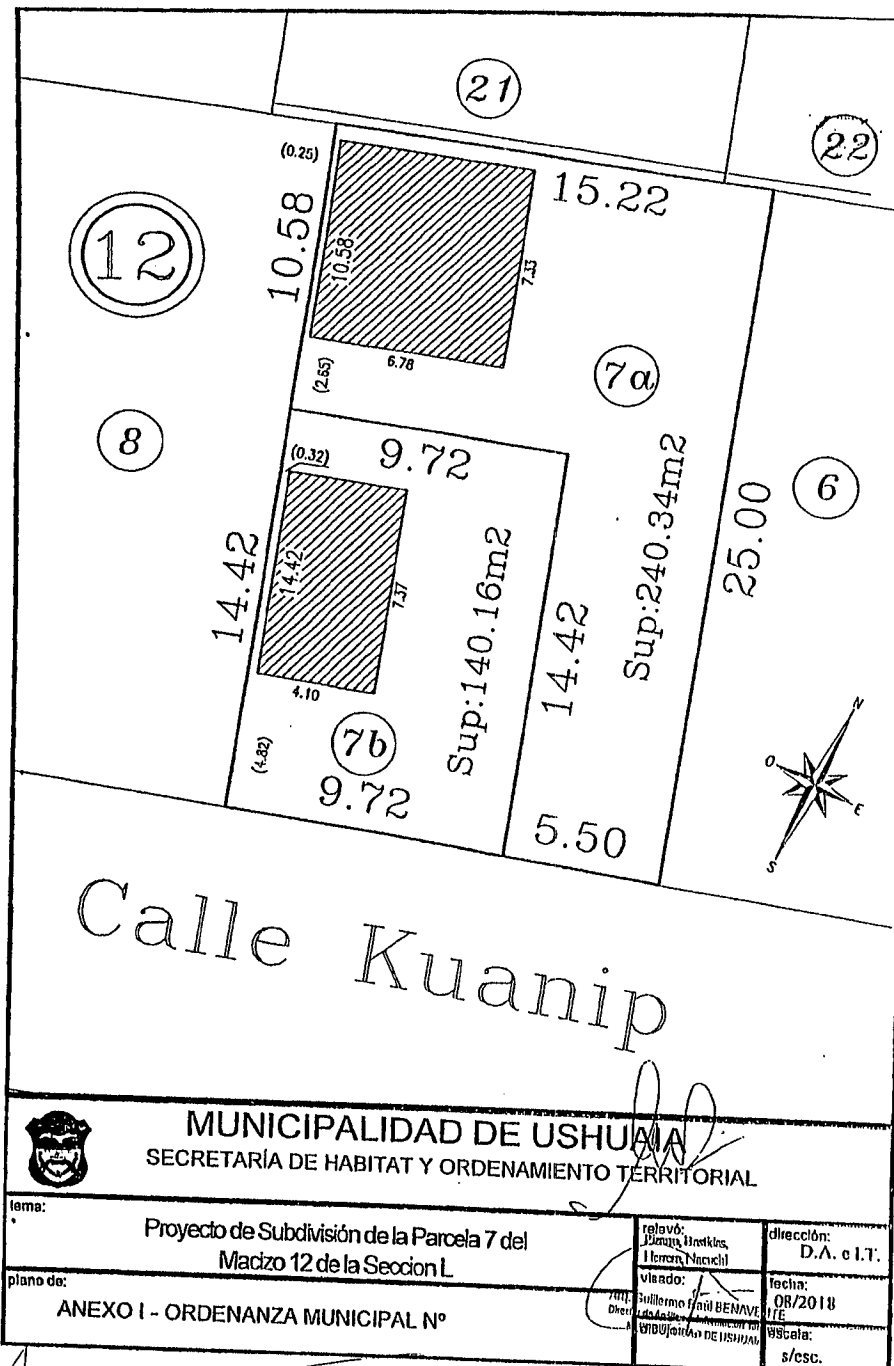 21
22
(0.25)
15.22
12
10.58
10.58
7.33
6.78
(2.65)
7a
8
(0.32)
9.72
6
14.42
14.42
7.37
4.10
Sup:140.16m2
14.42
Sup:240.34m2
25.00
(4.82)
7b
9.72
5.50
N
O
E
S
Calle Kuanip
MUNICIPALIDAD DE USHUAIA
SECRETARÍA DE HABITAT Y ORDENAMIENTO TERRITORIAL
tema:
Proyecto de Subdivisión de la Parcela 7 del
Macizo 12 de la Seccion L
relevó:
dirección:
D.A. e I.T.
plano de:
ANEXO I - ORDENANZA MUNICIPAL Nº
visado:
Guillermo Raúl BENAVENTE
fecha:
08/2018
escala:
s/esc.